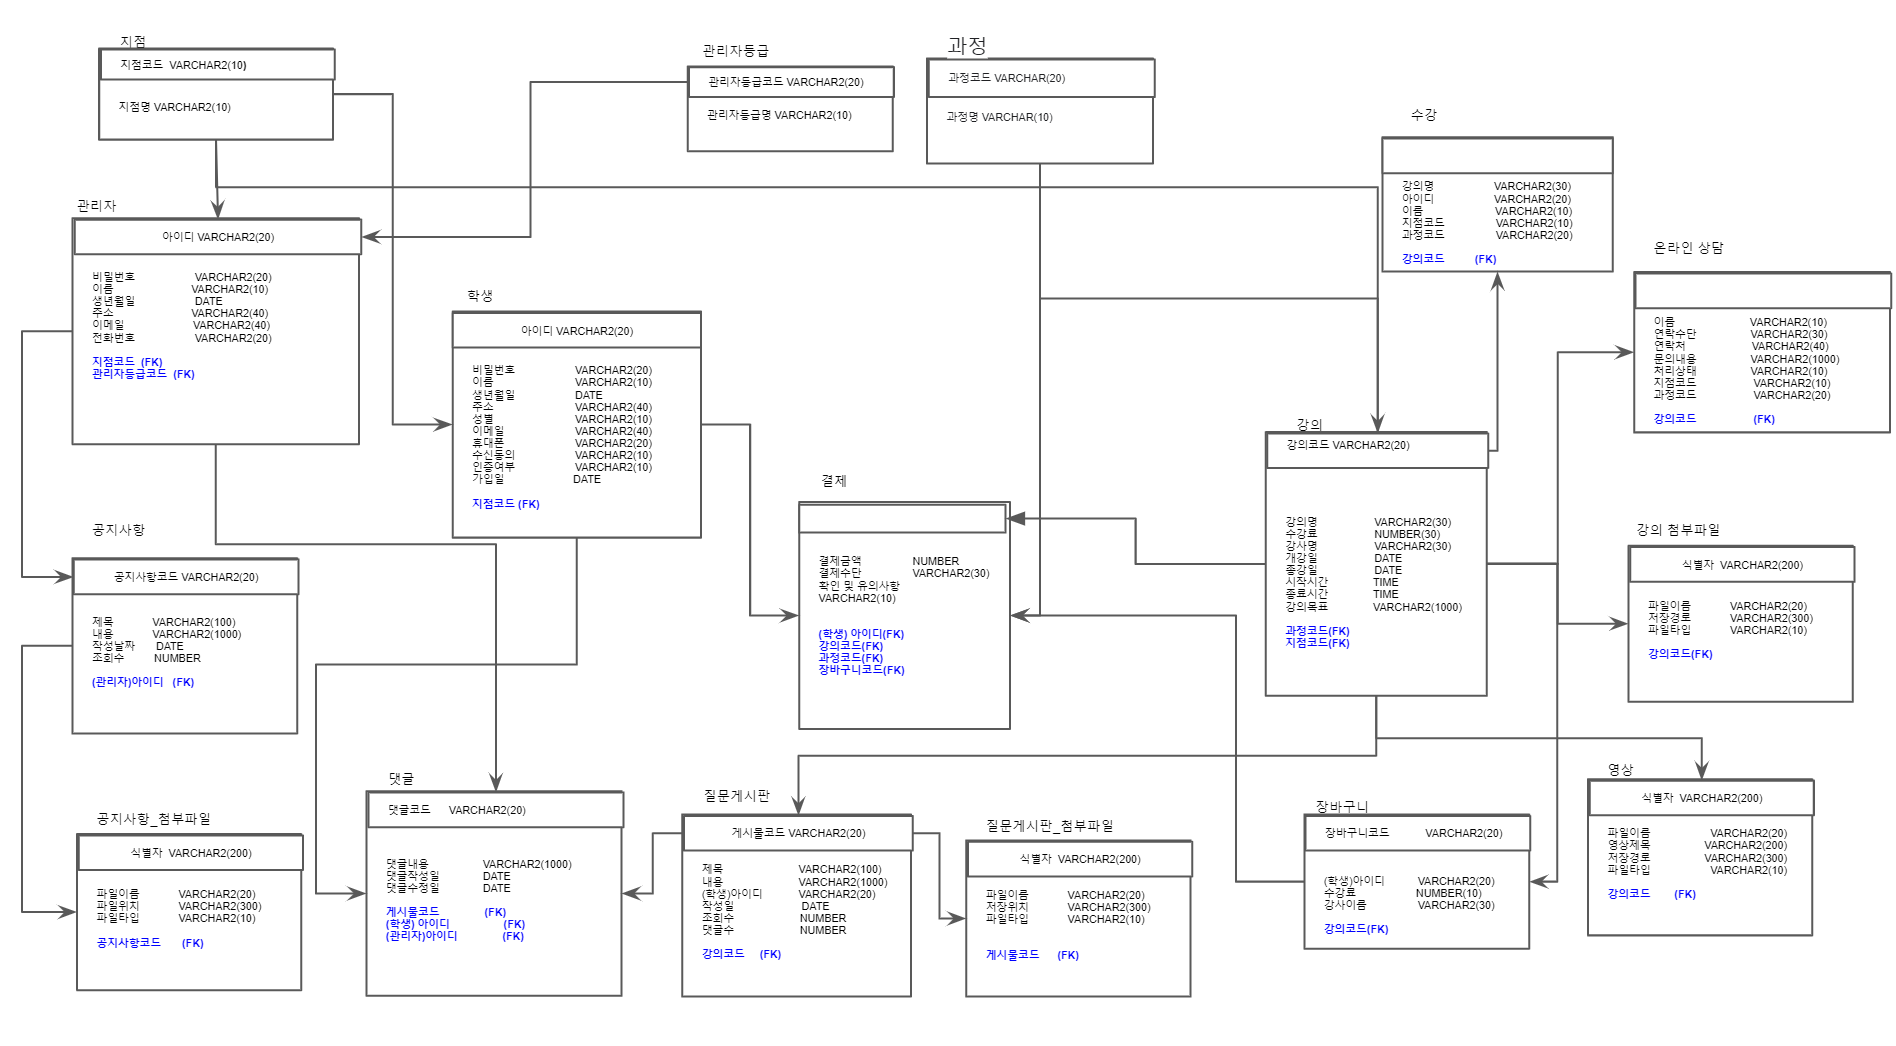 지점
지점코드 VARCHAR2(10)
지점명 VARCHAR2(10)
관리자등급
관리자등급코드 VARCHAR2(20)
관리자등급명 VARCHAR2(10)
과정
과정코드 VARCHAR(20)
과정명 VARCHAR(10)
수강
강의명 VARCHAR2(30)
아이디 VARCHAR2(20)
이름 VARCHAR2(10)
지점코드 VARCHAR2(10)
과정코드 VARCHAR2(20)
강의코드 (FK)
관리자
아이디 VARCHAR2(20)
비밀번호 VARCHAR2(20)
이름 VARCHAR2(10)
생년월일 DATE
주소 VARCHAR2(40)
이메일 VARCHAR2(40)
전화번호 VARCHAR2(20)
지점코드 (FK)
관리자등급코드 (FK)
온라인 상담
이름 VARCHAR2(10)
연락수단 VARCHAR2(30)
연락처 VARCHAR2(40)
문의내용 VARCHAR2(1000)
처리상태 VARCHAR2(10)
지점코드 VARCHAR2(10)
과정코드 VARCHAR2(20)
강의코드 (FK)
학생
아이디 VARCHAR2(20)
비밀번호 VARCHAR2(20)
이름 VARCHAR2(10)
생년월일 DATE
주소 VARCHAR2(40)
성별 VARCHAR2(10)
이메일 VARCHAR2(40)
휴대폰 VARCHAR2(20)
수신동의 VARCHAR2(10)
인증여부 VARCHAR2(10)
가입일 DATE
지점코드 (FK)
강의
강의코드 VARCHAR2(20)
강의명 VARCHAR2(30)
수강료 NUMBER(30)
강사명 VARCHAR2(30)
개강일 DATE
종강일 DATE
시작시간 TIME
종료시간 TIME
강의목표 VARCHAR2(1000)
과정코드(FK)
지점코드(FK)
결제
결제금액 NUMBER
결제수단 VARCHAR2(30)
확인 및 유의사항
VARCHAR2(10)
(학생) 아이디(FK)
강의코드(FK)
과정코드(FK)
장바구니코드(FK)
공지사항
공지사항코드 VARCHAR2(20)
제목 VARCHAR2(100)
내용 VARCHAR2(1000)
작성날짜 DATE
조회수 NUMBER
(관리자)아이디 (FK)
강의 첨부파일
식별자 VARCHAR2(200)
파일이름 VARCHAR2(20)
저장경로 VARCHAR2(300)
파일타입 VARCHAR2(10)
강의코드(FK)
공지사항_첨부파일
식별자 VARCHAR2(200)
파일이름 VARCHAR2(20)
파일위치 VARCHAR2(300)
파일타입 VARCHAR2(10)
공지사항코드 (FK)
댓글
댓글코드 VARCHAR2(20)
댓글내용 VARCHAR2(1000)
댓글작성일 DATE
댓글수정일 DATE
게시물코드 (FK)
(학생) 아이디 (FK)
(관리자)아이디 (FK)
질문게시판
게시물코드 VARCHAR2(20)
제목 VARCHAR2(100)
내용 VARCHAR2(1000)
(학생)아이디 VARCHAR2(20)
작성일 DATE
조회수 NUMBER
댓글수 NUMBER
강의코드 (FK)
질문게시판_첨부파일
식별자 VARCHAR2(200)
파일이름 VARCHAR2(20)
저장위치 VARCHAR2(300)
파일타입 VARCHAR2(10)
게시물코드 (FK)
장바구니
장바구니코드 VARCHAR2(20)
(학생)아이디 VARCHAR2(20)
수강료 NUMBER(10)
강사이름 VARCHAR2(30)
강의코드(FK)
영상
식별자 VARCHAR2(200)
파일이름 VARCHAR2(20)
영상제목 VARCHAR2(200)
저장경로 VARCHAR2(300)
파일타입 VARCHAR2(10)
강의코드 (FK)